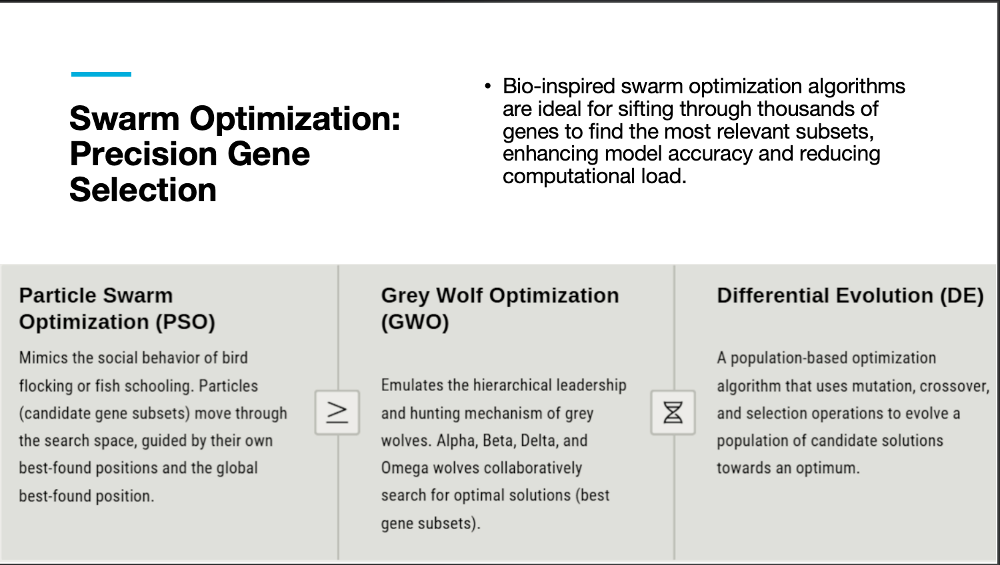 Swarm Optimization:
Precision Gene
Selection
• Bio-inspired swarm optimization algorithms
are ideal for sifting through thousands of
genes to find the most relevant subsets,
enhancing model accuracy and reducing
computational load.
Particle Swarm
Optimization (PSO)
Mimics the social behavior of bird
flocking or fish schooling. Particles
(candidate gene subsets) move through
the search space, guided by their own
best-found positions and the global
best-found position.
≥
Grey Wolf Optimization
(GWO)
Emulates the hierarchical leadership
and hunting mechanism of grey
wolves. Alpha, Beta, Delta, and
Omega wolves collaboratively
search for optimal solutions (best
gene subsets).
Differential Evolution (DE)
A population-based optimization
algorithm that uses mutation, crossover,
and selection operations to evolve a
population of candidate solutions
towards an optimum.